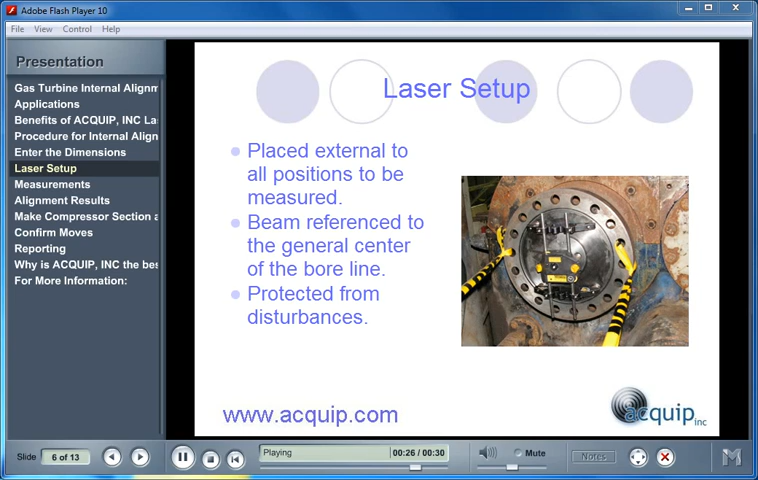 Adobe Flash Player 10
File View Control Help
Presentation
Gas Turbine Internal Alignm
Applications
Benefits of ACQUIP, INC Las
Procedure for Internal Align
Enter the Dimensions
Laser Setup
Measurements
Alignment Results
Make Compressor Section a
Confirm Moves
Reporting
Why is ACQUIP, INC the bes
For More Information:
Laser Setup
Placed external to
all positions to be
measured.
Beam referenced to
the general center
of the bore line.
Protected from
disturbances.
www.acquip.com
acquip inc
Slide 6 of 13
Playing 00:26 / 00:30
Mute
Notes